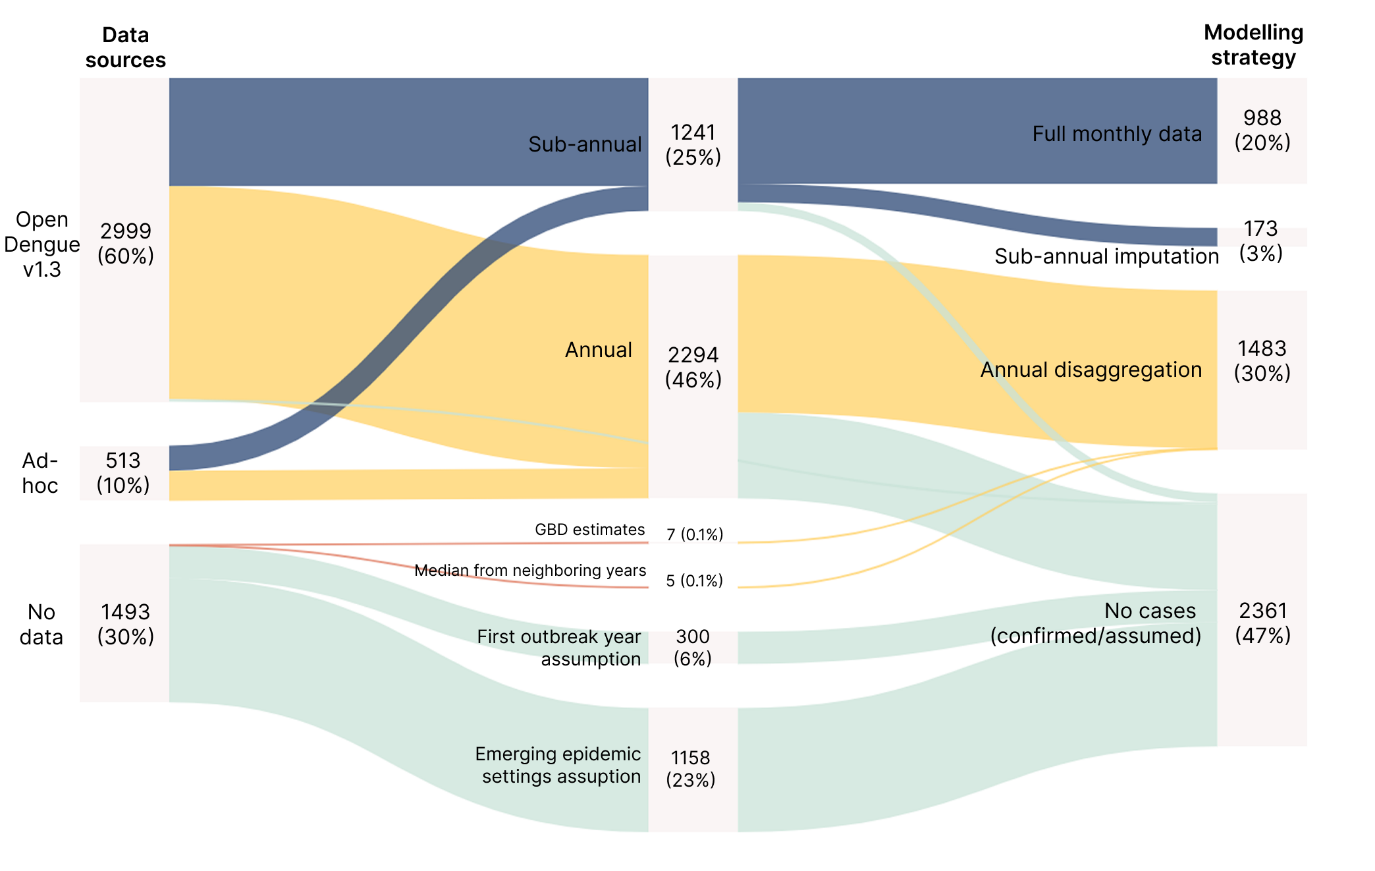 Data
sources
Modelling
strategy
Open
Dengue
v1.3
2999
(60%)
Ad-
hoc
513
(10%)
No
data
1493
(30%)
Sub-annual
1241
(25%)
Annual
2294
(46%)
GBD estimates
7 (0.1%)
Median from neighboring years
5 (0.1%)
First outbreak year
assumption
300
(6%)
Emerging epidemic
settings assuption
1158
(23%)
Full monthly data
988
(20%)
Sub-annual imputation
173
(3%)
Annual disaggregation
1483
(30%)
No cases
(confirmed/assumed)
2361
(47%)